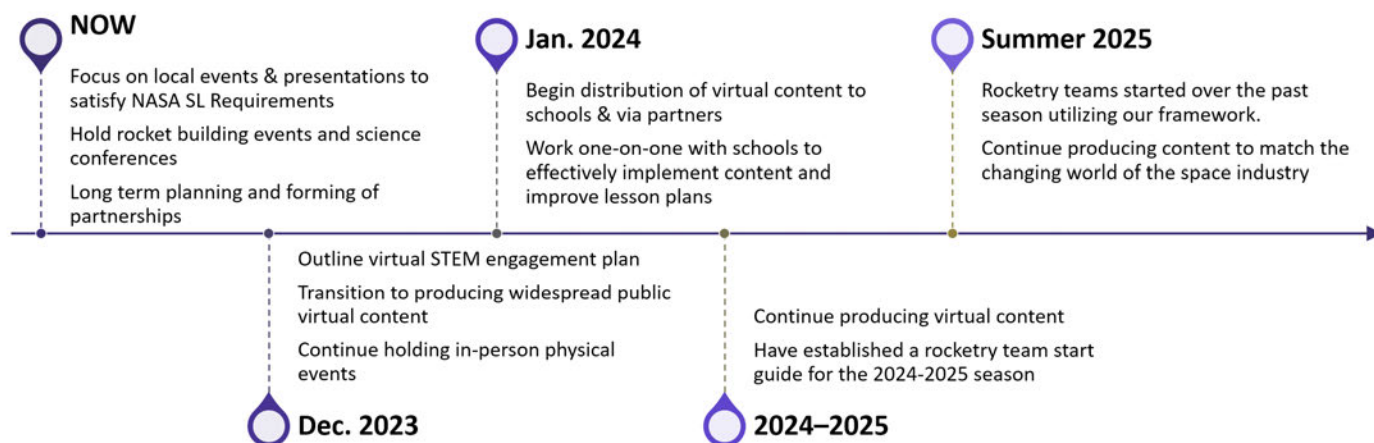 NOW
Focus on local events & presentations to
satisfy NASA SL Requirements
Hold rocket building events and science
conferences
Long term planning and forming of
partnerships
Outline virtual STEM engagement plan
Transition to producing widespread public
virtual content
Continue holding in-person physical
events
Dec. 2023
Jan. 2024
Begin distribution of virtual content to
schools & via partners
Work one-on-one with schools to
effectively implement content and
improve lesson plans
Continue producing virtual content
Have established a rocketry team start
guide for the 2024-2025 season
2024–2025
Summer 2025
Rocketry teams started over the past
season utilizing our framework.
Continue producing content to match the
changing world of the space industry